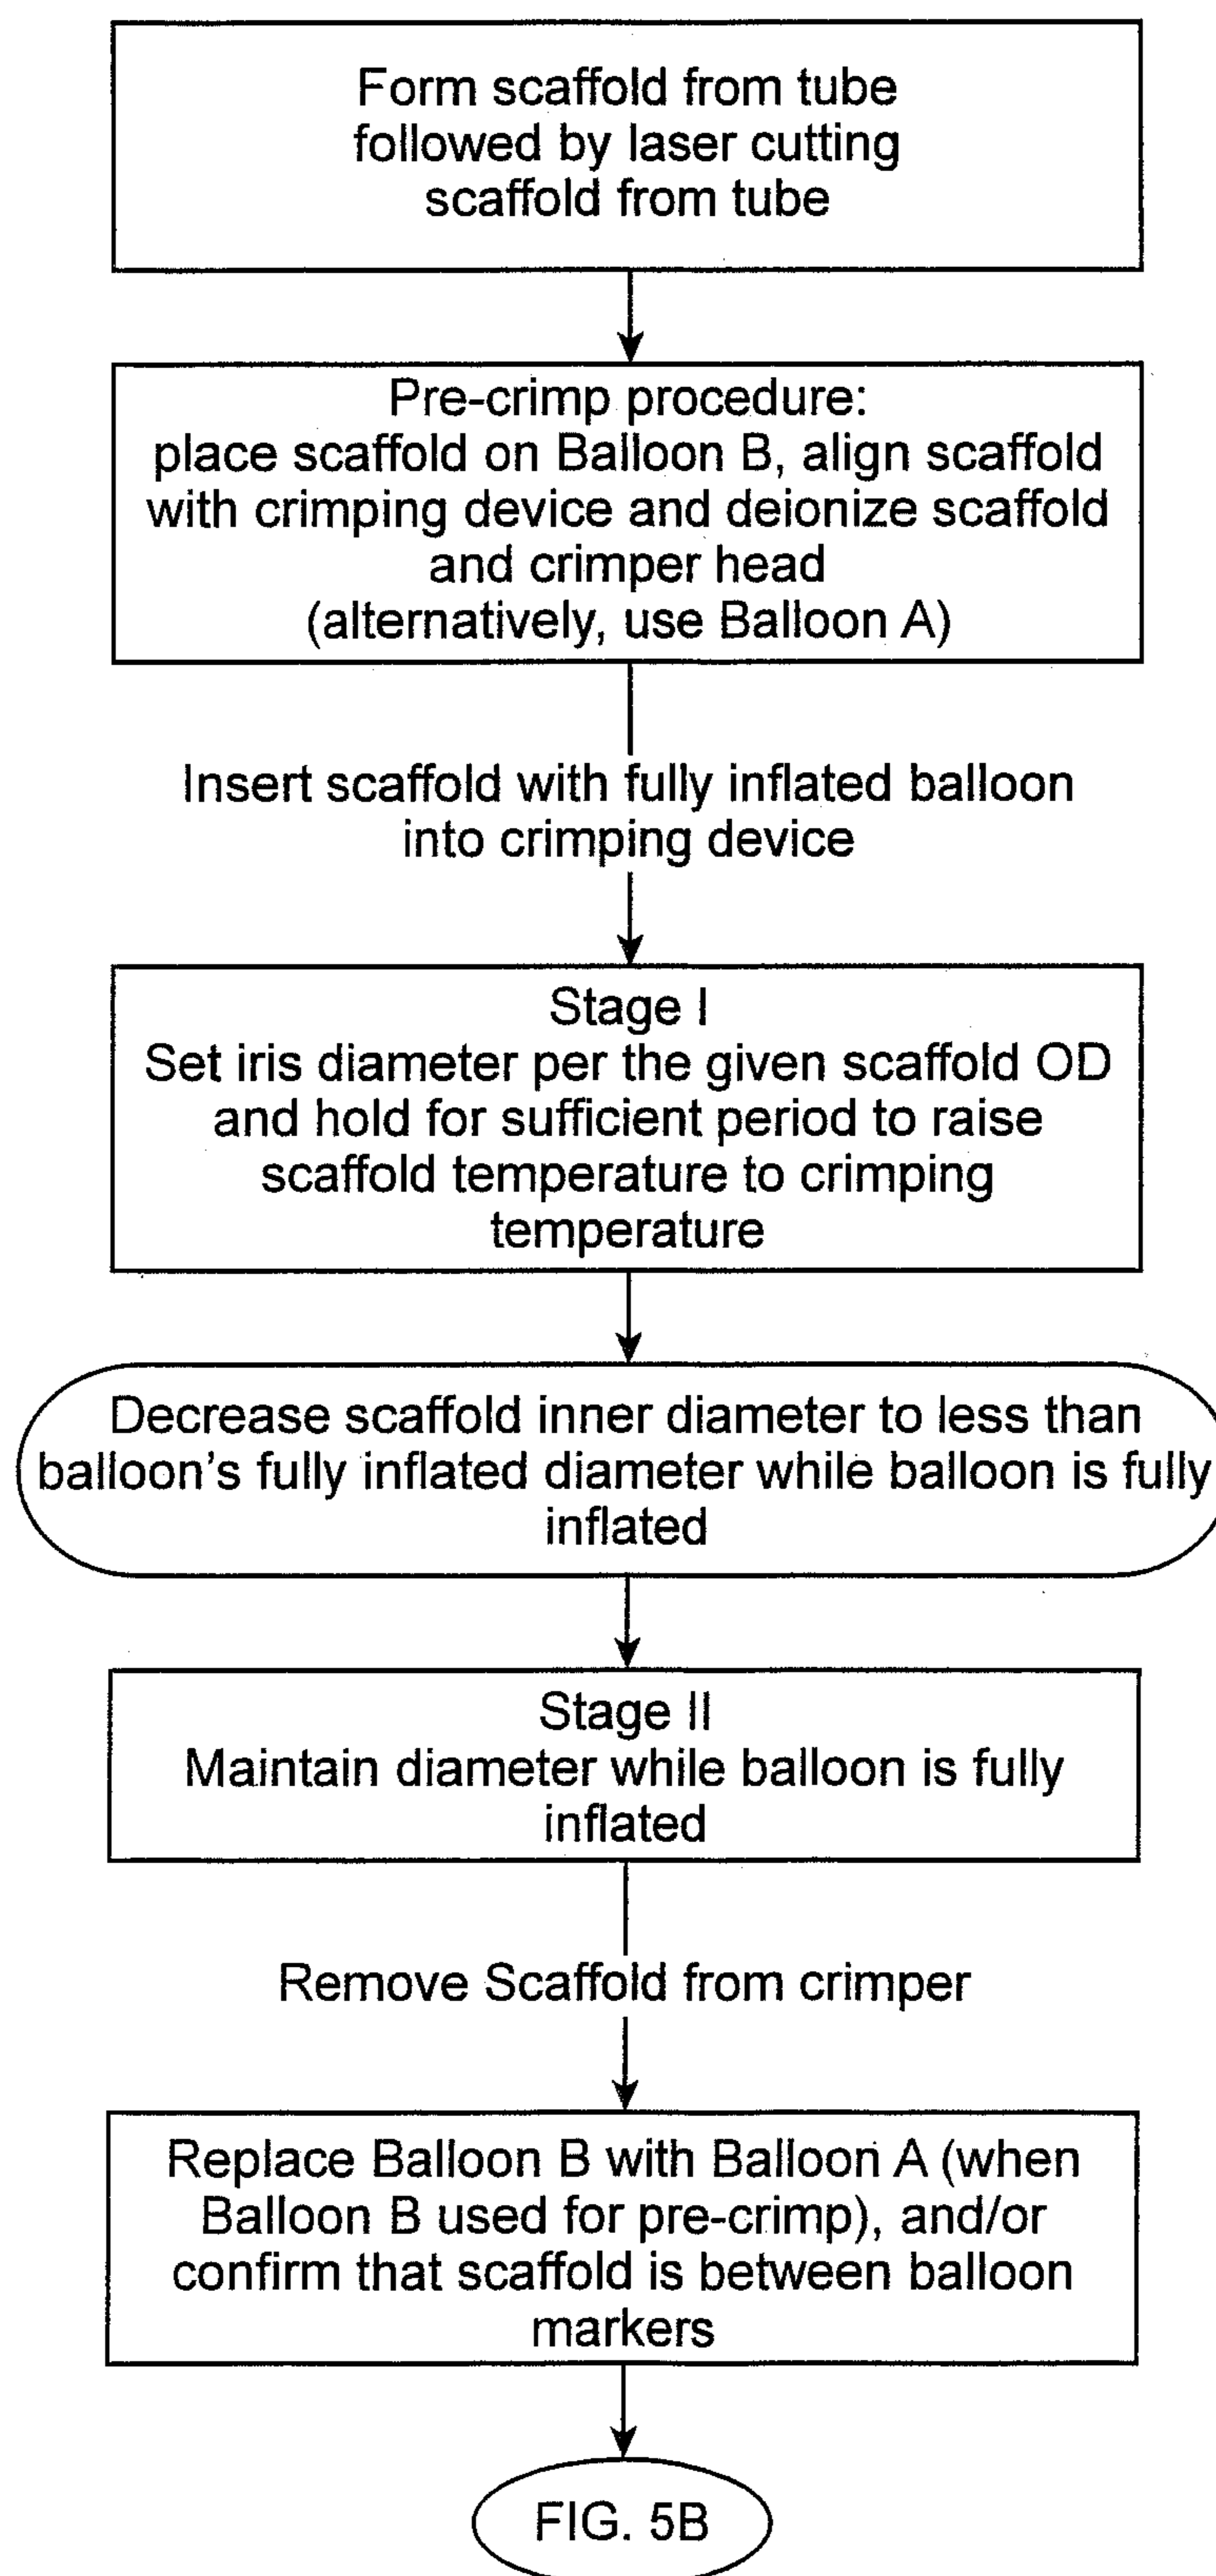 Form scaffold from tube
followed by laser cutting
scaffold from tube
Pre-crimp procedure:
place scaffold on Balloon B, align scaffold
with crimping device and deionize scaffold
and crimper head
(alternatively, use Balloon A)
Insert scaffold with fully inflated balloon
into crimping device
Stage I
Set iris diameter per the given scaffold OD
and hold for sufficient period to raise
scaffold temperature to crimping
temperature
Decrease scaffold inner diameter to less than
balloon's fully inflated diameter while balloon is fully
inflated
Stage II
Maintain diameter while balloon is fully
inflated
Remove Scaffold from crimper
Replace Balloon B with Balloon A (when
Balloon B used for pre-crimp), and/or
confirm that scaffold is between balloon
markers
FIG. 5B